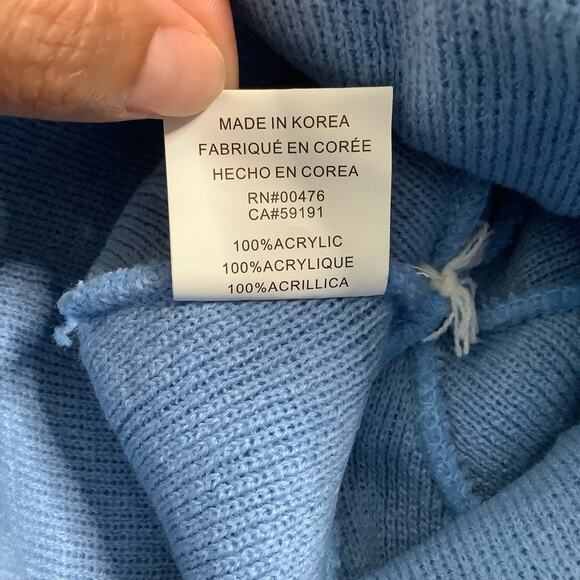 MADE IN KOREA
FABRIQUÉ EN CORÉE
HECHO EN COREA
RN#00476
CA#59191
100%ACRYLIC
100%ACRYLIQUE
100%ACRILLICA